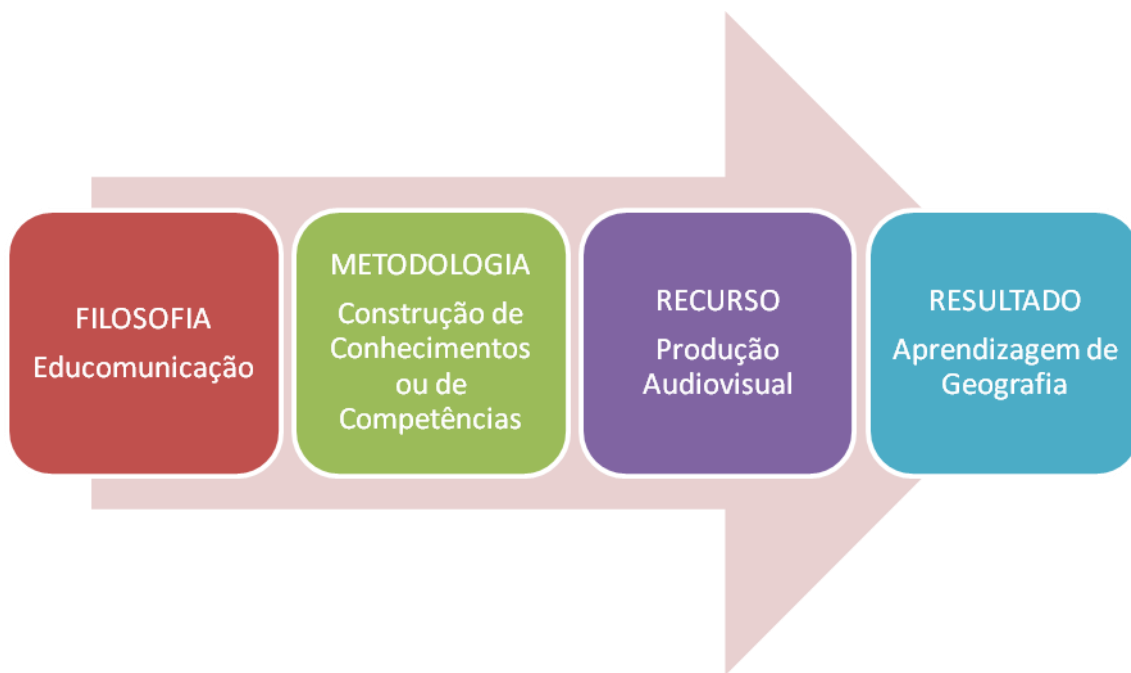 FILOSOFIA
Educomunicação
METODOLOGIA
Construção de
Conhecimentos
ou de
Competências
RECURSO
Produção
Audiovisual
RESULTADO
Aprendizagem de
Geografia